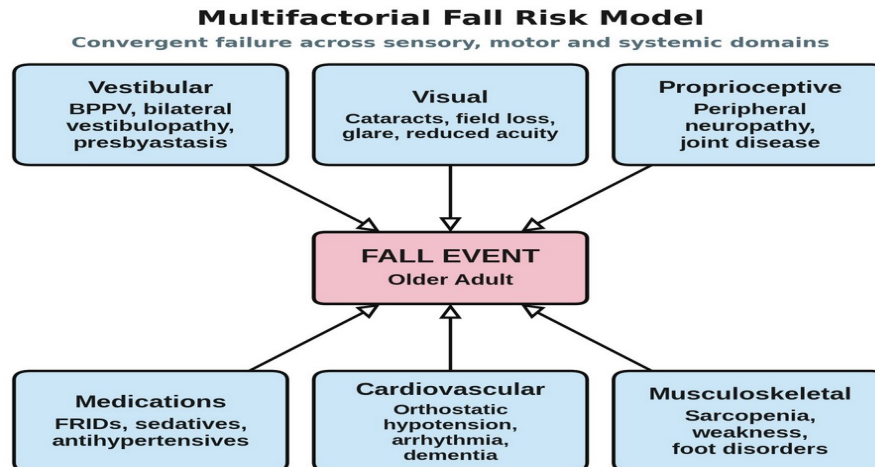 Multifactorial Fall Risk Model
Convergent failure across sensory, motor and systemic domains
Vestibular
BPPV, bilateral
vestibulopathy,
presbyastasis
Visual
Cataracts, field loss,
glare, reduced acuity
Proprioceptive
Peripheral
neuropathy,
joint disease
FALL EVENT
Older Adult
Medications
FRIDs, sedatives,
antihypertensives
Cardiovascular
Orthostatic
hypotension,
arrhythmia,
dementia
Musculoskeletal
Sarcopenia,
weakness,
foot disorders